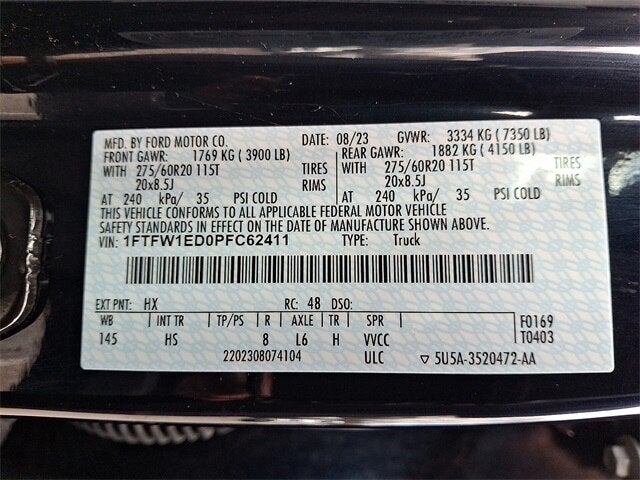 MFD. BY FORD MOTOR CO. DATE: 08/23 GVWR: 3334 KG ( 7350 LB)
FRONT GAWR: 1769 KG ( 3900 LB) REAR GAWR: 1882 KG ( 4150 LB)
WITH 275/60R20 115T TIRES WITH 275/60R20 115T TIRES
20x8.5J RIMS 20x8.5J RIMS
AT 240 kPa/ 35 PSI COLD AT 240 kPa/ 35 PSI COLD
THIS VEHICLE CONFORMS TO ALL APPLICABLE FEDERAL MOTOR VEHICLE
SAFETY STANDARDS IN EFFECT ON THE DATE OF MANUFACTURE SHOWN ABOVE.
VIN: 1FTFW1ED0PFC62411 TYPE: Truck
EXT PNT: HX RC: 48 DSO:
WB INT TR TP/PS R AXLE TR SPR F0169
145 HS 8 L6 H VVCC T0403
2202308074104 ULC ▽ 5U5A-3520472-AA